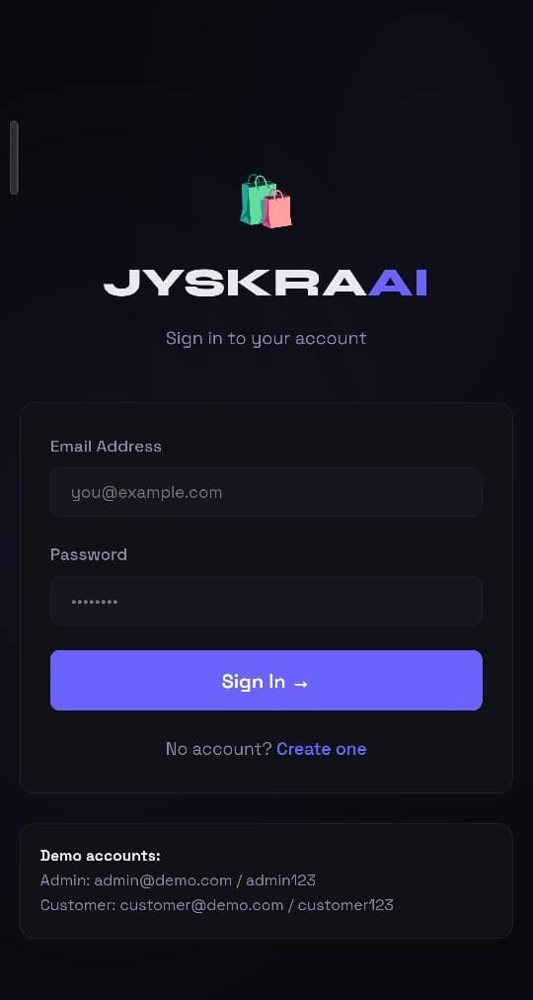 JYSKRAAI
Sign in to your account
Email Address
you@example.com
Password
••••••••
Sign In →
No account? Create one
Demo accounts:
Admin: admin@demo.com / admin123
Customer: customer@demo.com / customer123